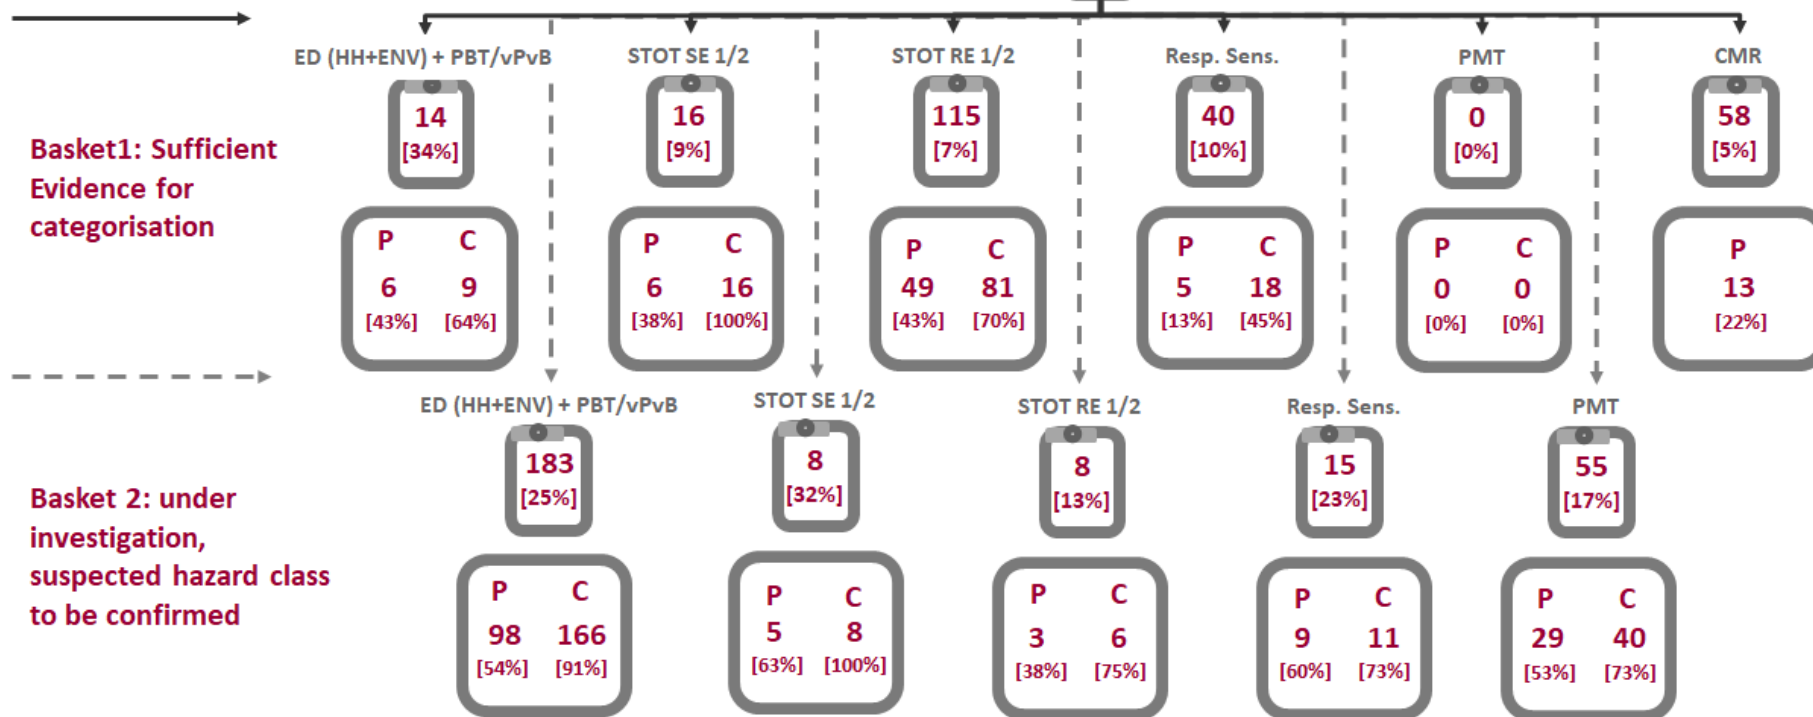 ED (HH+ENV) + PBT/vPvB
STOT SE 1/2
STOT RE 1/2
Resp. Sens.
PMT
CMR
Basket1: Sufficient
Evidence for
categorisation
14
[34%]
16
[9%]
115
[7%]
40
[10%]
0
[0%]
58
[5%]
P C
6 9
[43%] [64%]
P C
6 16
[38%] [100%]
P C
49 81
[43%] [70%]
P C
5 18
[13%] [45%]
P C
0 0
[0%] [0%]
P
13
[22%]
ED (HH+ENV) + PBT/vPvB
STOT SE 1/2
STOT RE 1/2
Resp. Sens.
PMT
Basket 2: under
investigation,
suspected hazard class
to be confirmed
183
[25%]
8
[32%]
8
[13%]
15
[23%]
55
[17%]
P C
98 166
[54%] [91%]
P C
5 8
[63%] [100%]
P C
3 6
[38%] [75%]
P C
9 11
[60%] [73%]
P C
29 40
[53%] [73%]